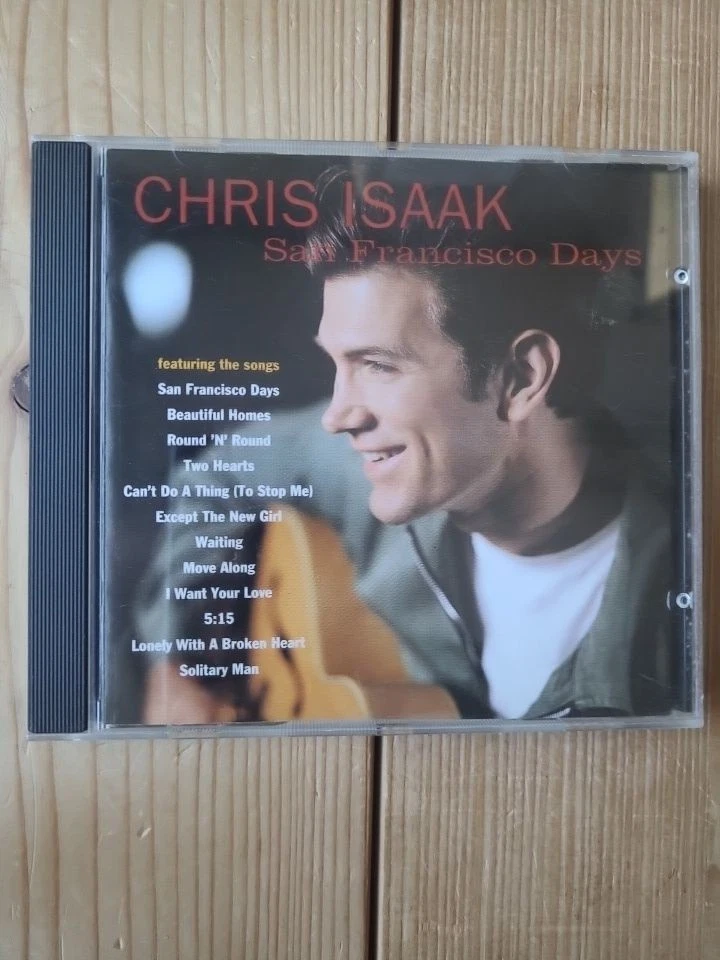 CHRIS ISAAK
San Francisco Days
featuring the songs
San Francisco Days
Beautiful Homes
Round 'N' Round
Two Hearts
Can't Do A Thing (To Stop Me)
Except The New Girl
Waiting
Move Along
I Want Your Love
5:15
Lonely With A Broken Heart
Solitary Man